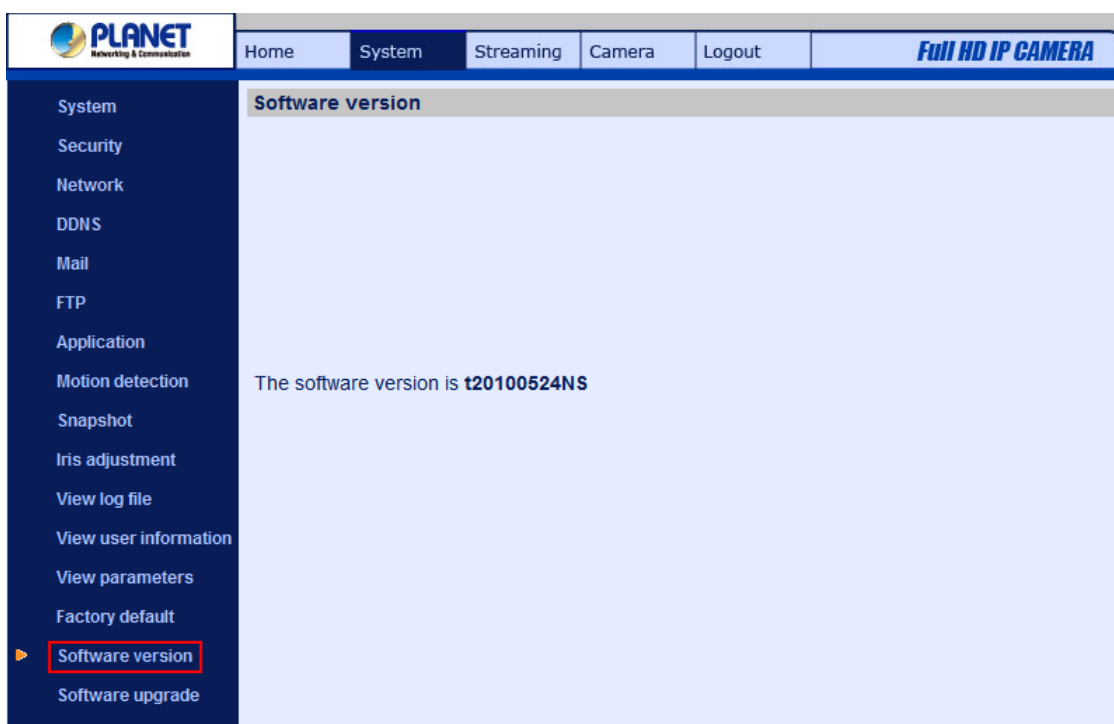 PLANET
Networking & Communication
Home System Streaming Camera Logout Full HD IP CAMERA
System
Security
Network
DDNS
Mail
FTP
Application
Motion detection
Snapshot
Iris adjustment
View log file
View user information
View parameters
Factory default
Software version
Software upgrade
Software version
The software version is t20100524NS